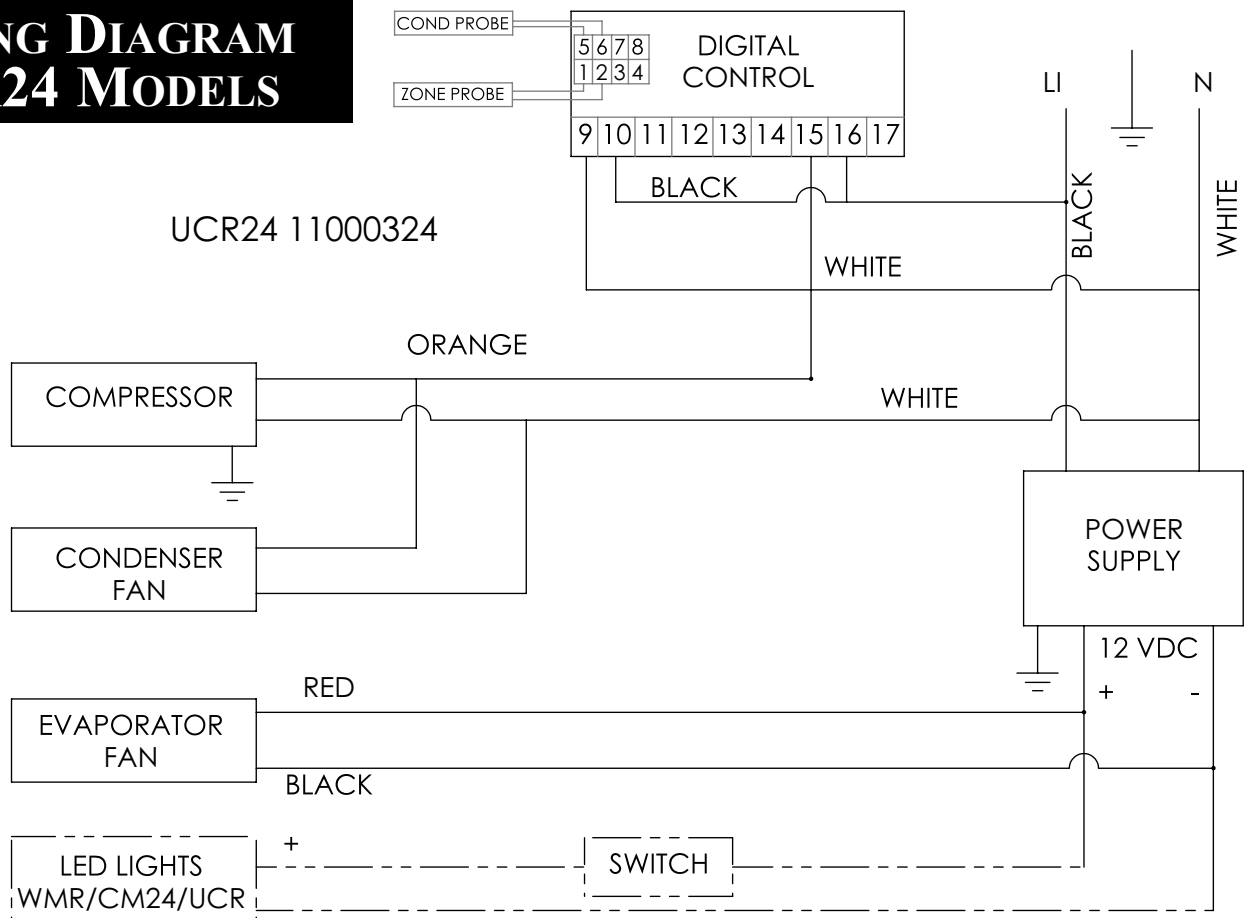 NG DIAGRAM
24 MODELS
COND PROBE
5 6 7 8
1 2 3 4
ZONE PROBE
DIGITAL
CONTROL
9 10 11 12 13 14 15 16 17
LI
N
BLACK
BLACK
WHITE
UCR24 11000324
WHITE
ORANGE
COMPRESSOR
WHITE
CONDENSER
FAN
POWER
SUPPLY
12 VDC
+ -
RED
EVAPORATOR
FAN
BLACK
+
LED LIGHTS
WMR/CM24/UCR
SWITCH